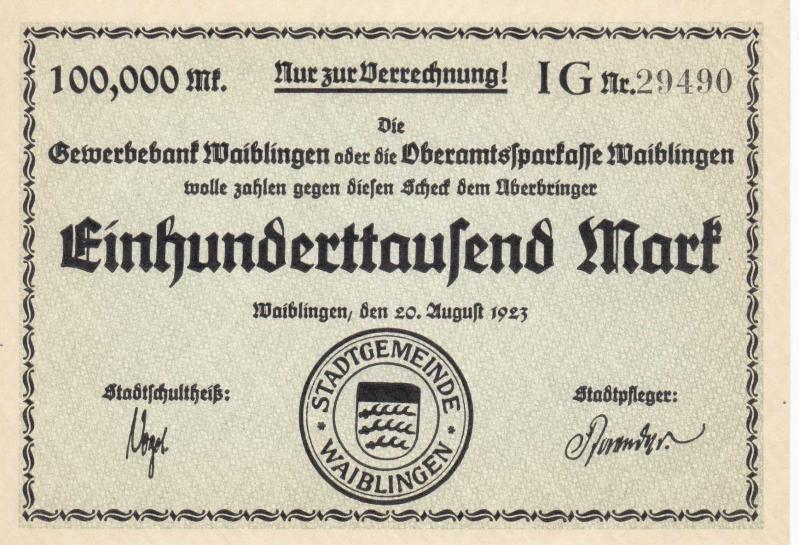 100,000 Mk. Nur zur Verrechnung! I G Nr. 29490
Die
Gewerbebank Waiblingen oder die Oberamtssparkasse Waiblingen
wolle zahlen gegen diesen Scheck dem Überbringer
Einhunderttausend Mark
Waiblingen, den 20. August 1923
Stadtschultheiß:
Vogel
STADTGEMEINDE
* WAIBLINGEN *
Stadtpfleger: